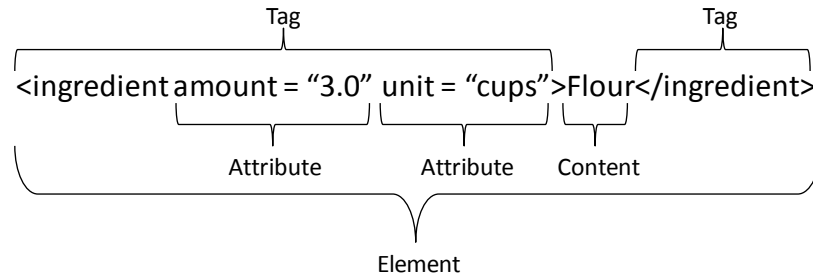 Tag Tag
<ingredient amount = “3.0” unit = “cups”>Flour</ingredient>
Attribute Attribute Content
Element